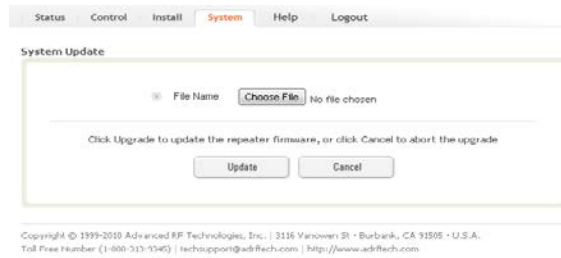 Status Control Install System Help Logout
System Update
File Name Choose File No file chosen
Click Upgrade to update the repeater firmware, or click Cancel to abort the upgrade
Update Cancel
Copyright © 1999-2010 Advanced RF Technologies, Inc. | 3116 Vanowen St - Burbank, CA 91505 - U.S.A.
Toll Free Number (1-800-313-9345) | techsupport@adrftech.com | http://www.adrftech.com